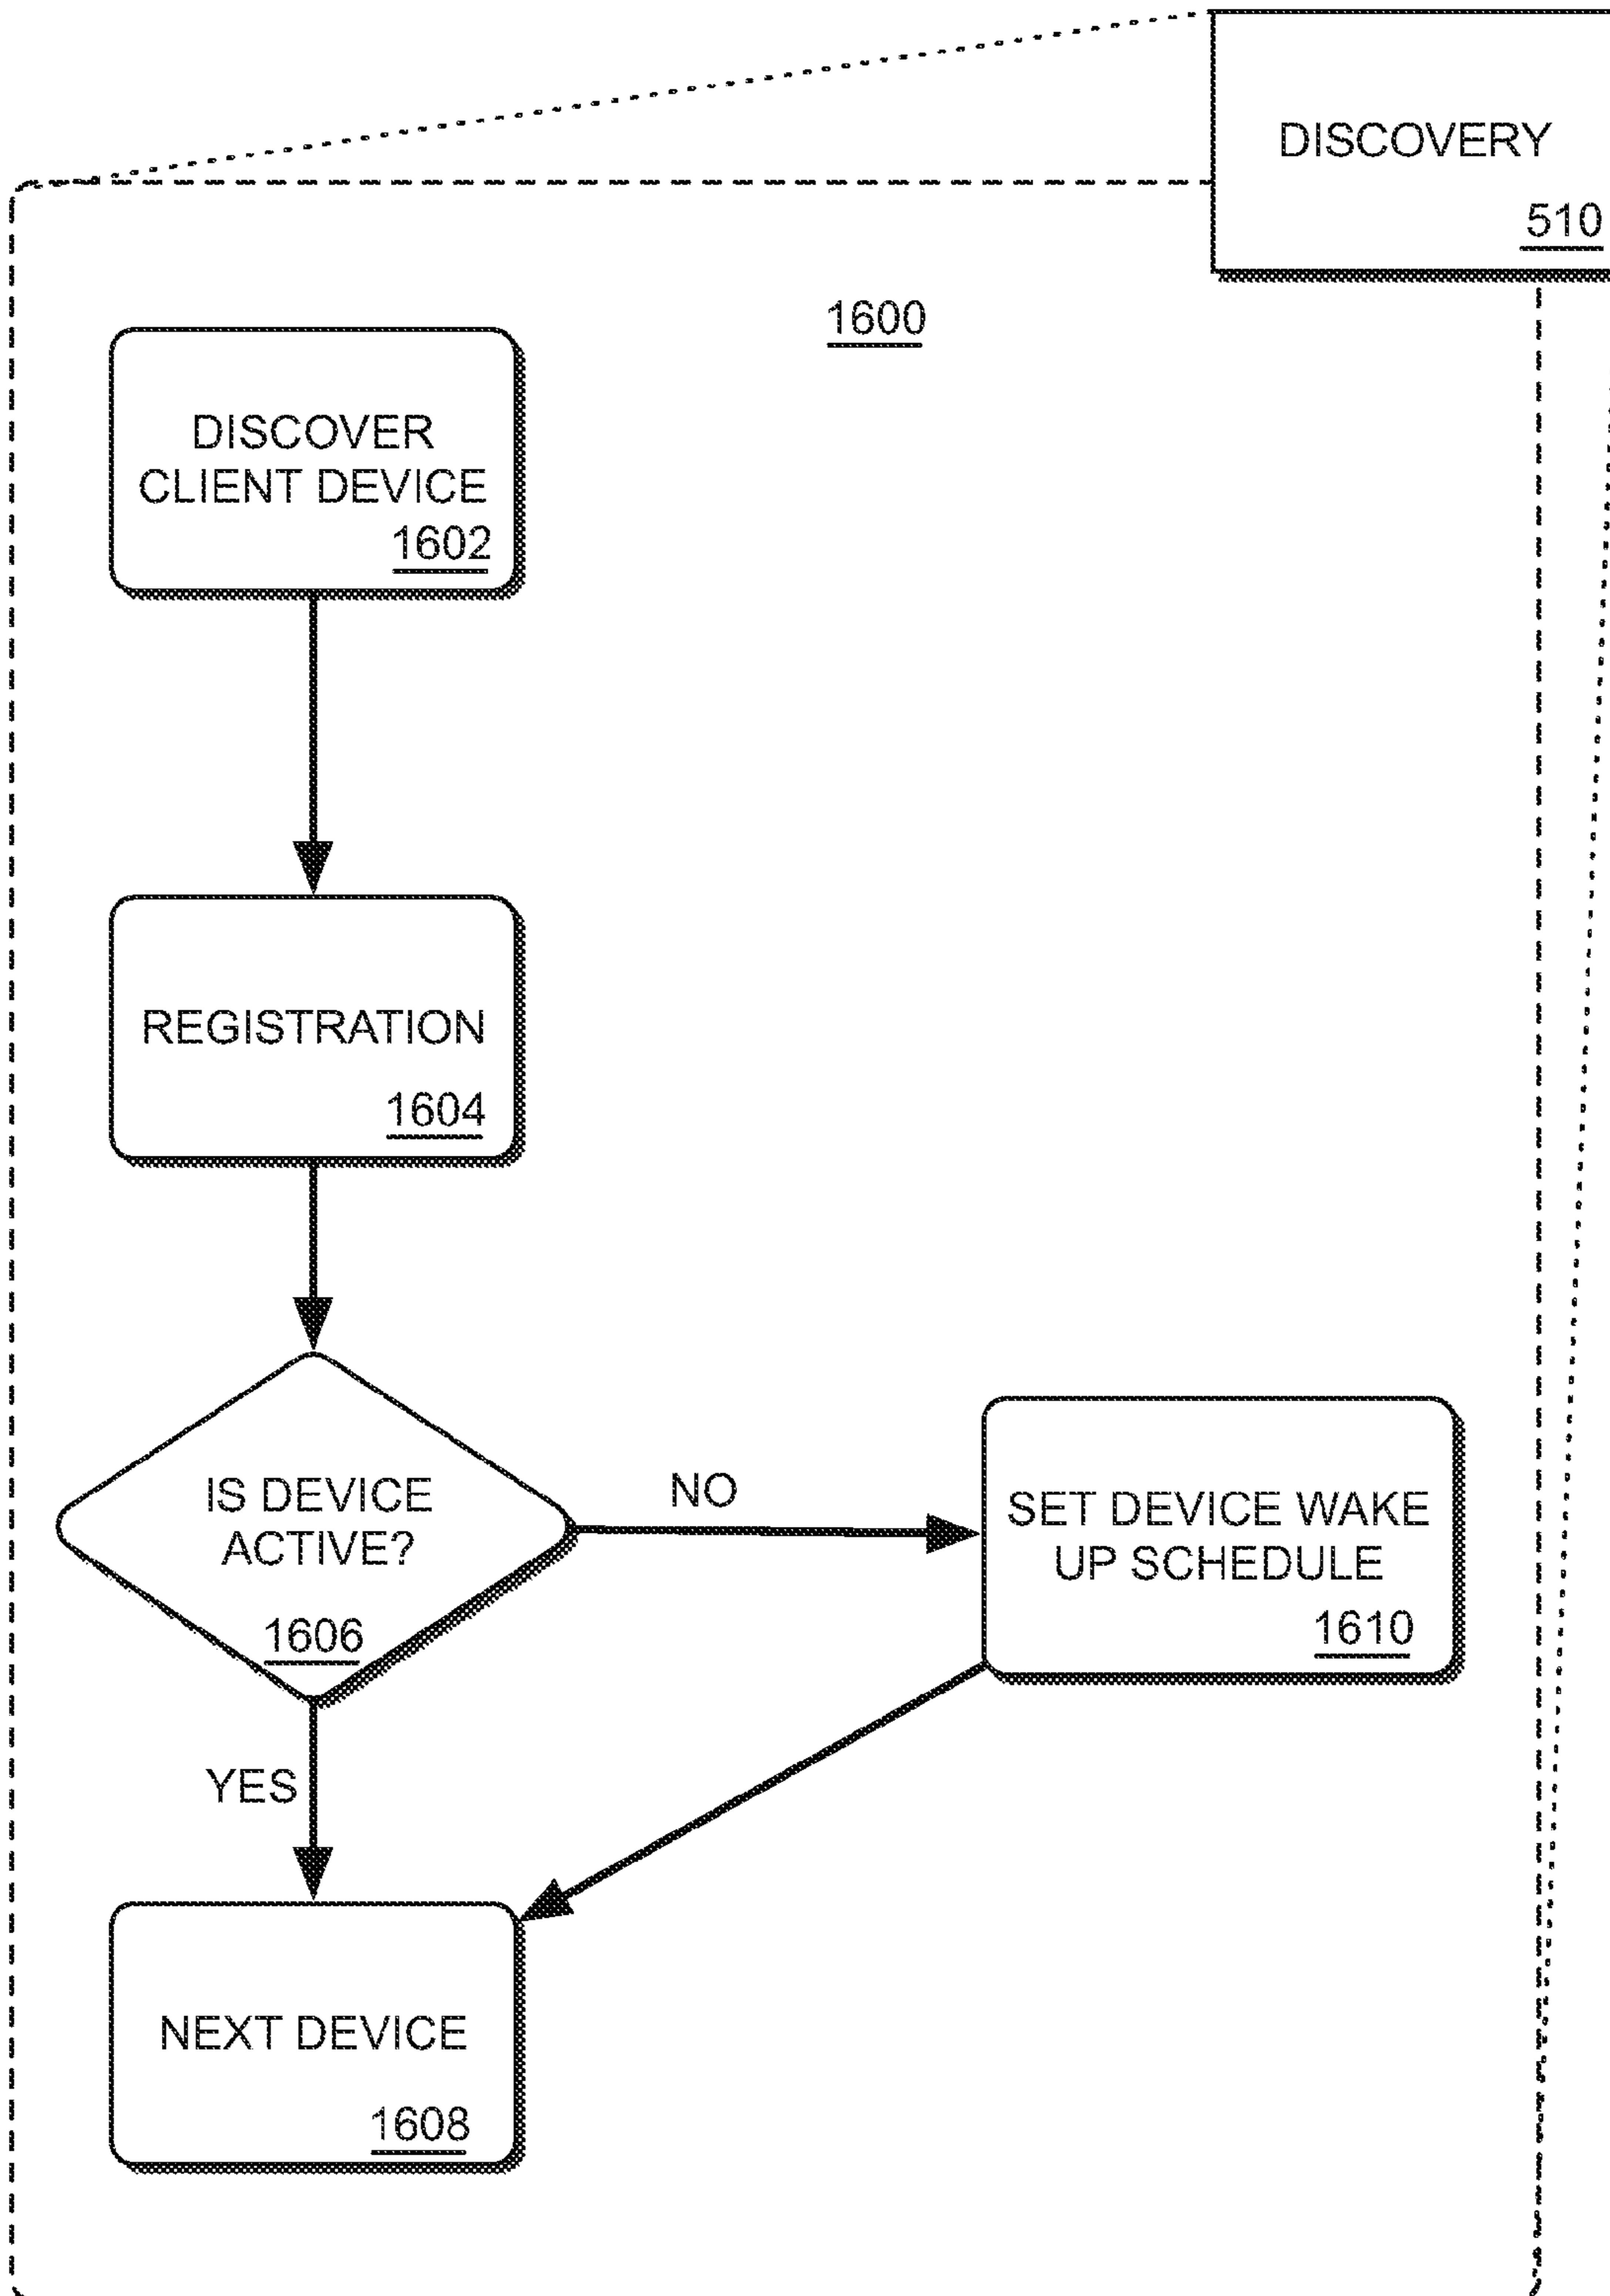 DISCOVERY
510
1600
DISCOVER
CLIENT DEVICE
1602
REGISTRATION
1604
IS DEVICE
ACTIVE?
1606
NO
SET DEVICE WAKE
UP SCHEDULE
1610
YES
NEXT DEVICE
1608